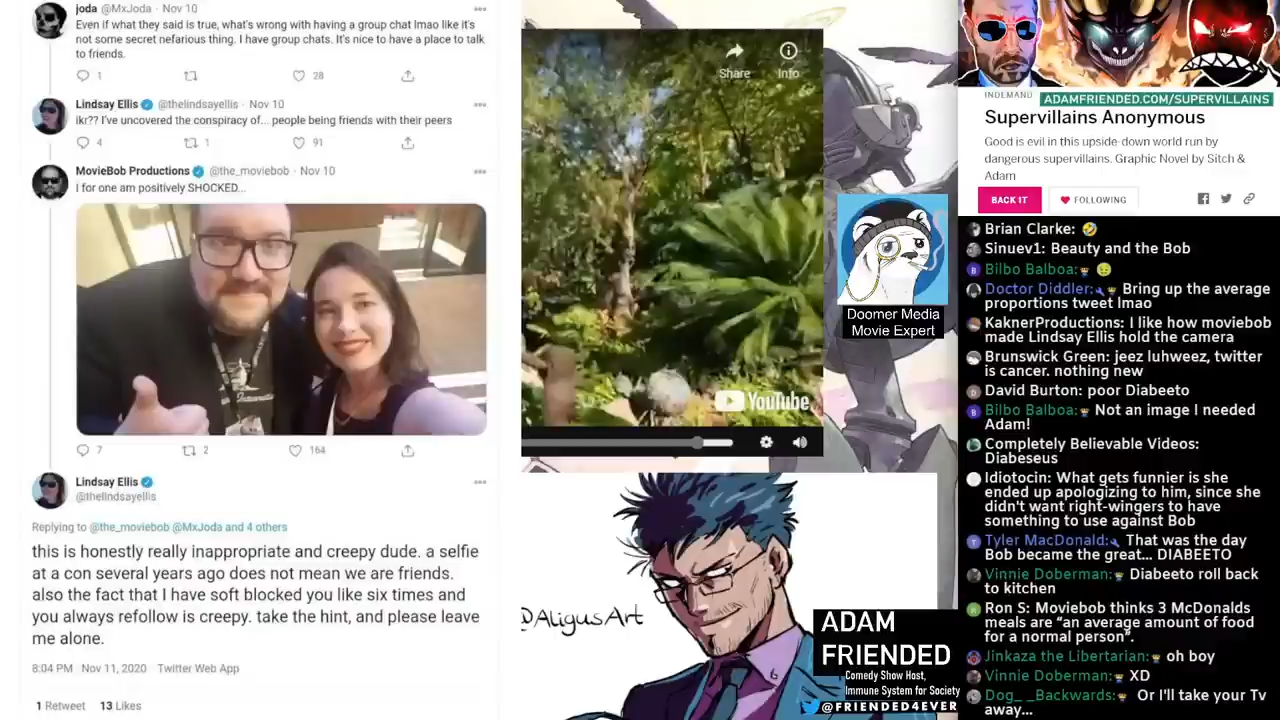 joda @MxJoda · Nov 10
Even if what they said is true, what's wrong with having a group chat lmao like it's
not some secret nefarious thing. I have group chats. It's nice to have a place to talk
to friends.
1
28
Lindsay Ellis @thelindsayellis · Nov 10
ikr?? I've uncovered the conspiracy of... people being friends with their peers
4
1
91
MovieBob Productions @the_moviebob · Nov 10
I for one am positively SHOCKED...
7
2
164
Lindsay Ellis
@thelindsayellis
Replying to @the_moviebob @MxJoda and 4 others
this is honestly really inappropriate and creepy dude. a selfie
at a con several years ago does not mean we are friends.
also the fact that I have soft blocked you like six times and
you always refollow is creepy. take the hint, and please leave
me alone.
8:04 PM · Nov 11, 2020 · Twitter Web App
1 Retweet 13 Likes
Share
Info
YouTube
Doomer Media
Movie Expert
DAligusArt
G
ADAM
FRIENDED
Comedy Show Host,
Immune System for Society
@FRIENDED4EVER
INDEMAND
ADAMFRIENDED.COM/SUPERVILLAINS
Supervillains Anonymous
Good is evil in this upside-down world run by
dangerous supervillains. Graphic Novel by Sitch &
Adam
BACK IT
FOLLOWING
Brian Clarke: 🤣
Sinuev1: Beauty and the Bob
Bilbo Balboa: 🤢
Doctor Diddler: Bring up the average
proportions tweet lmao
KaknerProductions: I like how moviebob
made Lindsay Ellis hold the camera
Brunswick Green: jeez luhweez, twitter
is cancer. nothing new
David Burton: poor Diabeeto
Bilbo Balboa: Not an image I needed
Adam!
Completely Believable Videos:
Diabeseus
Idiotocin: What gets funnier is she
ended up apologizing to him, since she
didn't want right-wingers to have
something to use against Bob
Tyler MacDonald: That was the day
Bob became the great... DIABEETO
Vinnie Doberman: Diabeeto roll back
to kitchen
Ron S: Moviebob thinks 3 McDonalds
meals are “an average amount of food
for a normal person”.
Jinkaza the Libertarian: oh boy
Vinnie Doberman: XD
Dog_ _Backwards: Or I'll take your Tv
away...